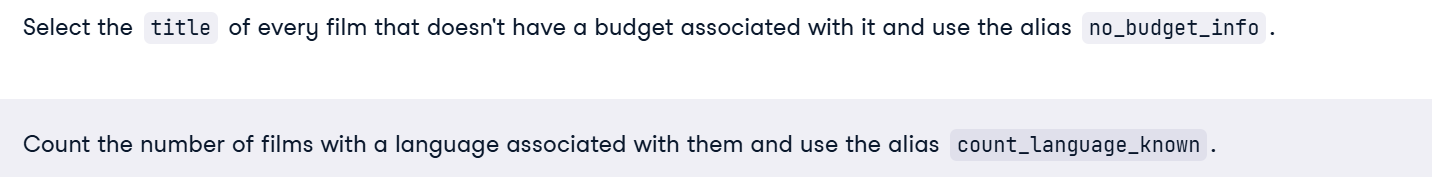 Select the title of every film that doesn't have a budget associated with it and use the alias no_budget_info.
Count the number of films with a language associated with them and use the alias count_language_known.